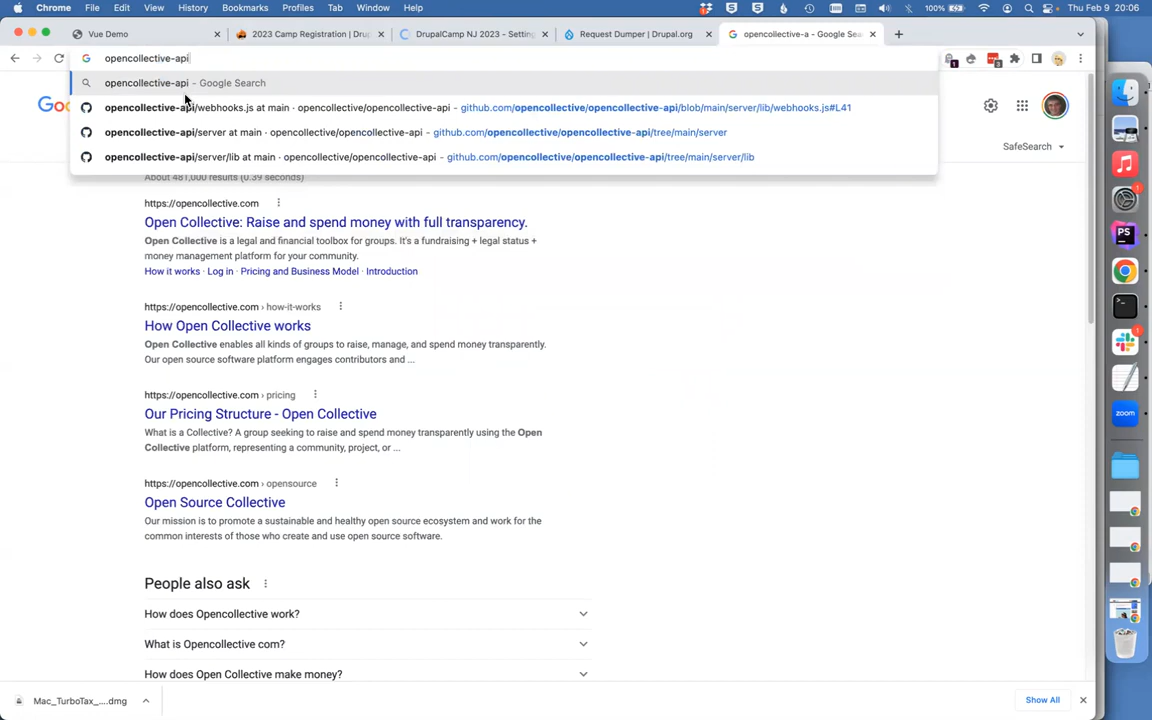 Chrome File Edit View History Bookmarks Profiles Tab Window Help 100% Thu Feb 9 20:06
Vue Demo 2023 Camp Registration | Dru DrupalCamp NJ 2023 - Setting Request Dumper | Drupal.org opencollective-a - Google Sea
opencollective-api
opencollective-api - Google Search
opencollective-api/webhooks.js at main · opencollective/opencollective-api - github.com/opencollective/opencollective-api/blob/main/server/lib/webhooks.js#L41
opencollective-api/server at main · opencollective/opencollective-api - github.com/opencollective/opencollective-api/tree/main/server
opencollective-api/server/lib at main · opencollective/opencollective-api - github.com/opencollective/opencollective-api/tree/main/server/lib
Go
SafeSearch
About 481,000 results (0.39 seconds)
https://opencollective.com
Open Collective: Raise and spend money with full transparency.
Open Collective is a legal and financial toolbox for groups. It's a fundraising + legal status +
money management platform for your community.
How it works · Log in · Pricing and Business Model · Introduction
https://opencollective.com › how-it-works
How Open Collective works
Open Collective enables all kinds of groups to raise, manage, and spend money transparently.
Our open source software platform engages contributors and ...
https://opencollective.com › pricing
Our Pricing Structure - Open Collective
What is a Collective? A group seeking to raise and spend money transparently using the Open
Collective platform, representing a community, project, or ...
https://opencollective.com › opensource
Open Source Collective
Our mission is to promote a sustainable and healthy open source ecosystem and work for the
common interests of those who create and use open source software.
People also ask
How does Opencollective work?
What is Opencollective com?
How does Open Collective make money?
Mac_TurboTax_....dmg
Show All
PS
zoom